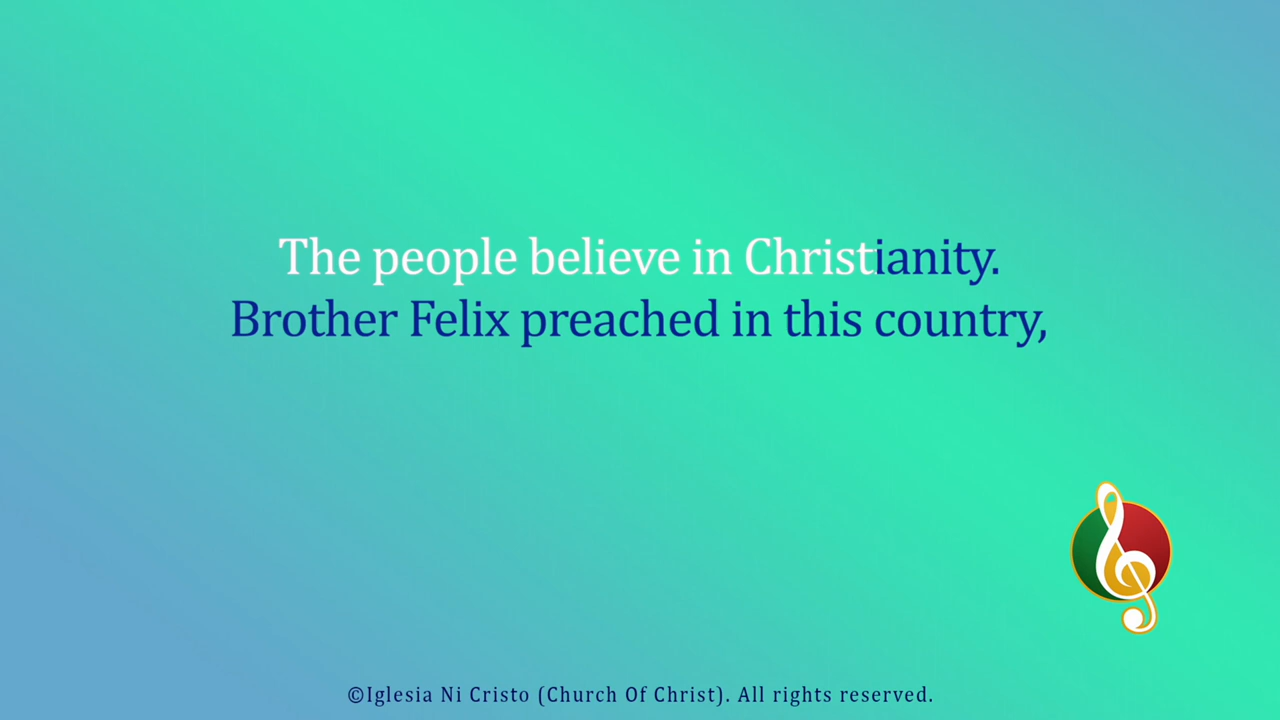 The people believe in Christianity.
Brother Felix preached in this country,
©Iglesia Ni Cristo (Church Of Christ). All rights reserved.